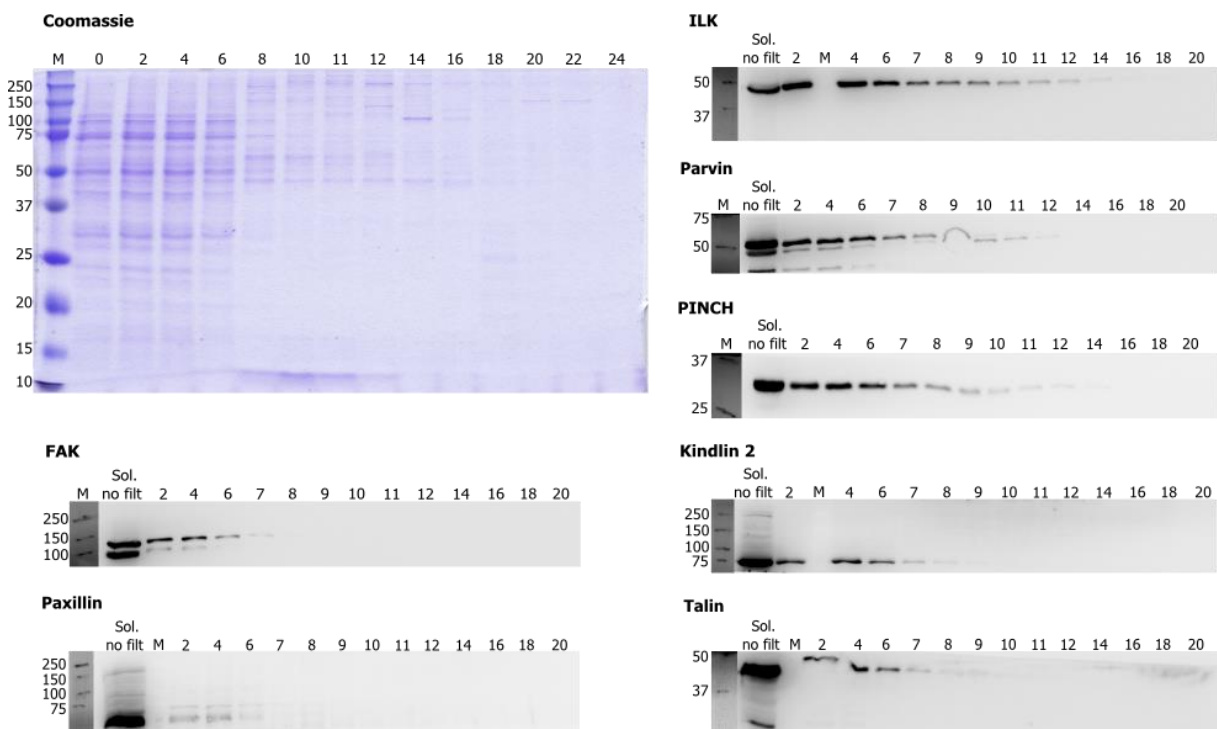 Coomassie
M 0 2 4 6 8 10 11 12 14 16 18 20 22 24
250
150
100
75
50
37
25
20
15
10
FAK
Sol.
M no filt 2 4 6 7 8 9 10 11 12 14 16 18 20
250
150
100
Paxillin
Sol.
no filt M 2 4 6 7 8 9 10 11 12 14 16 18 20
250
150
100
75
ILK
Sol.
no filt 2 M 4 6 7 8 9 10 11 12 14 16 18 20
50
37
Parvin
Sol.
M no filt 2 4 6 7 8 9 10 11 12 14 16 18 20
75
50
PINCH
Sol.
M no filt 2 4 6 7 8 9 10 11 12 14 16 18 20
37
25
Kindlin 2
Sol.
no filt 2 M 4 6 7 8 9 10 11 12 14 16 18 20
250
150
100
75
Talin
Sol.
no filt M 2 4 6 7 8 9 10 11 12 14 16 18 20
50
37